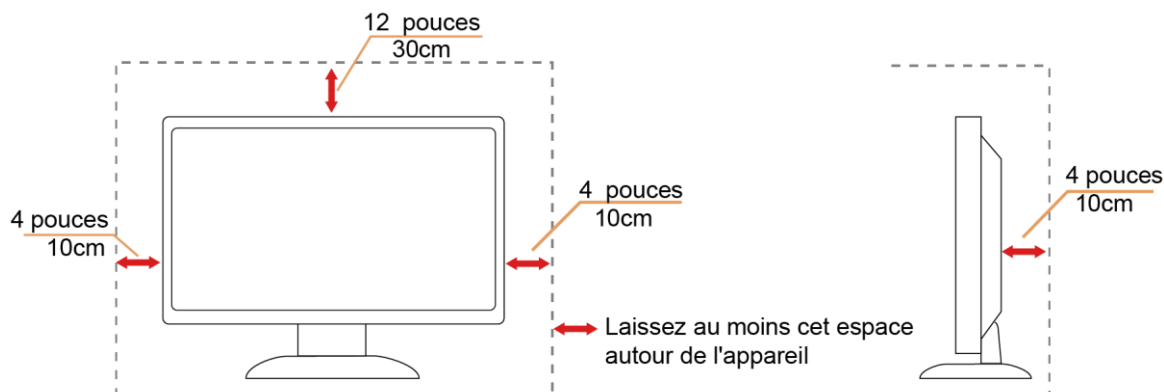 12 pouces
30cm
4 pouces
10cm
4 pouces
10cm
4 pouces
10cm
Laissez au moins cet espace
autour de l'appareil